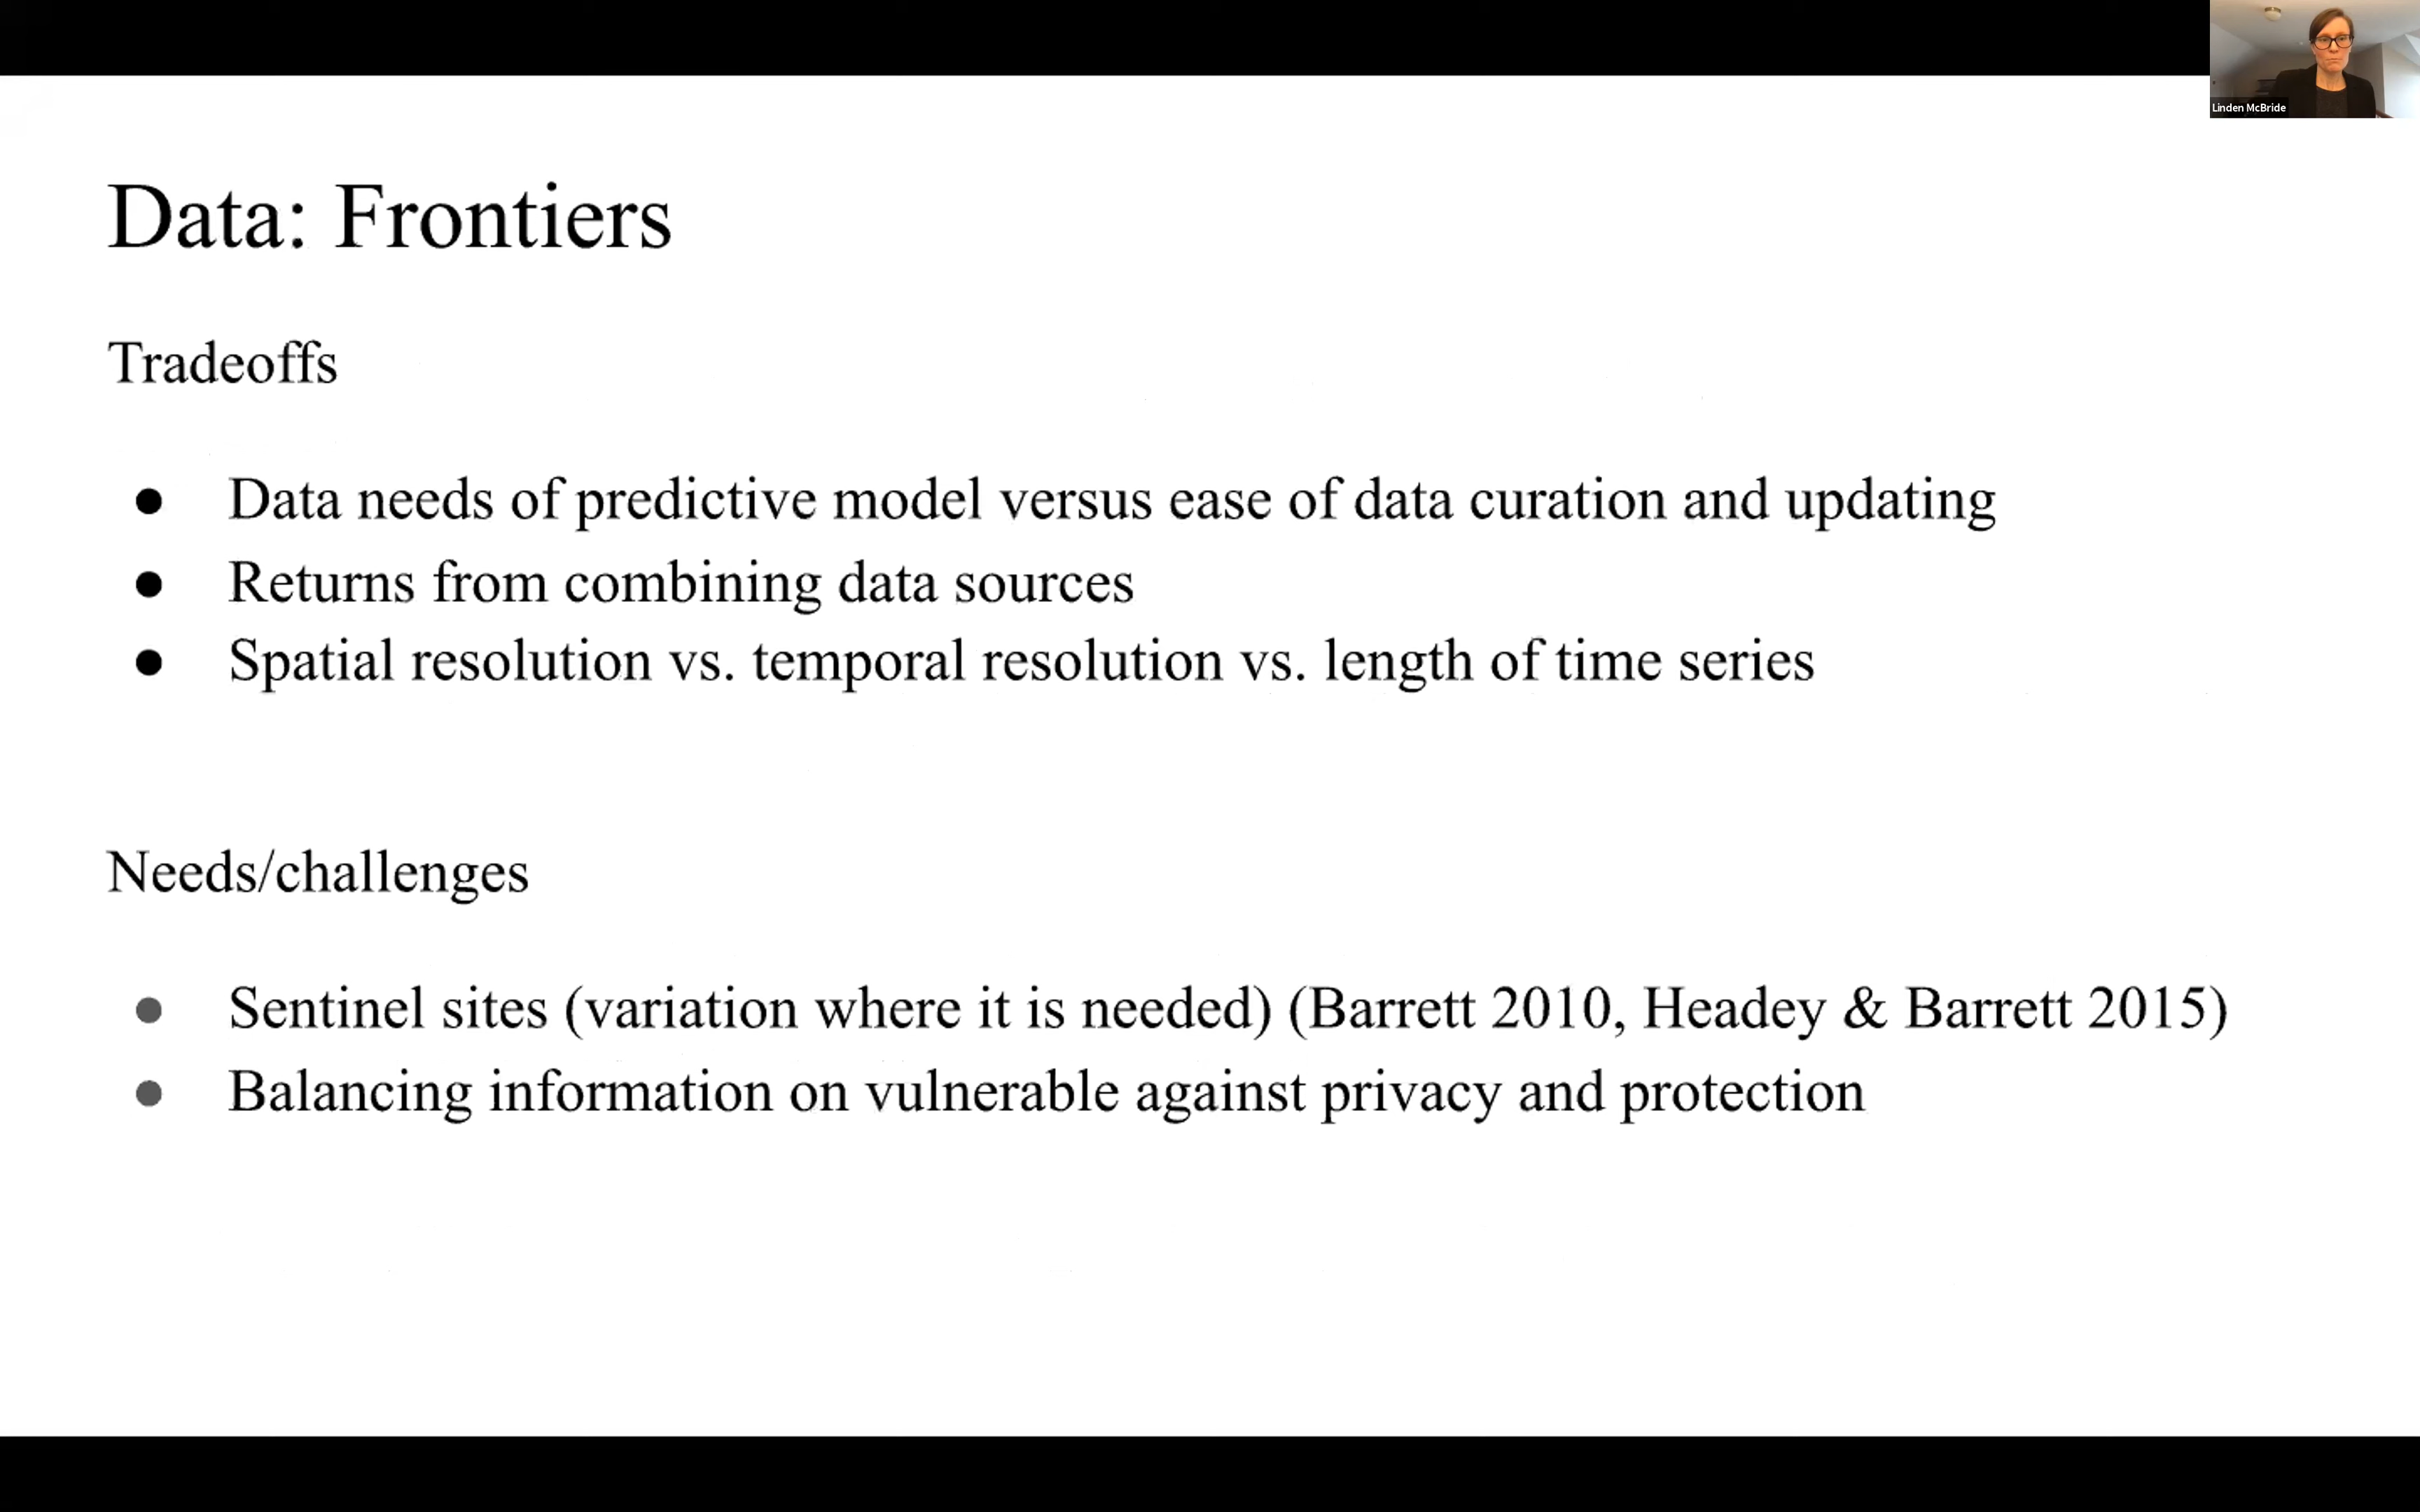 Linden McBride
Data: Frontiers
Tradeoffs
● Data needs of predictive model versus ease of data curation and updating
● Returns from combining data sources
● Spatial resolution vs. temporal resolution vs. length of time series
Needs/challenges
● Sentinel sites (variation where it is needed) (Barrett 2010, Headey & Barrett 2015)
● Balancing information on vulnerable against privacy and protection